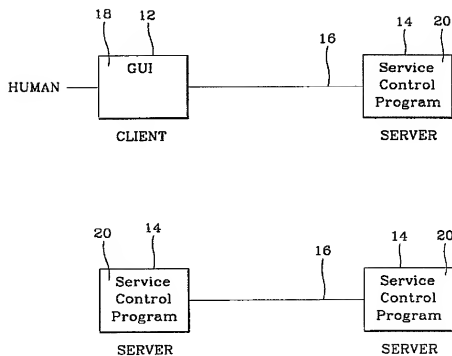 18 12 16 14 20
HUMAN GUI Service
Control
Program
CLIENT SERVER
20 14 16 14 20
Service
Control
Program
Service
Control
Program
SERVER SERVER